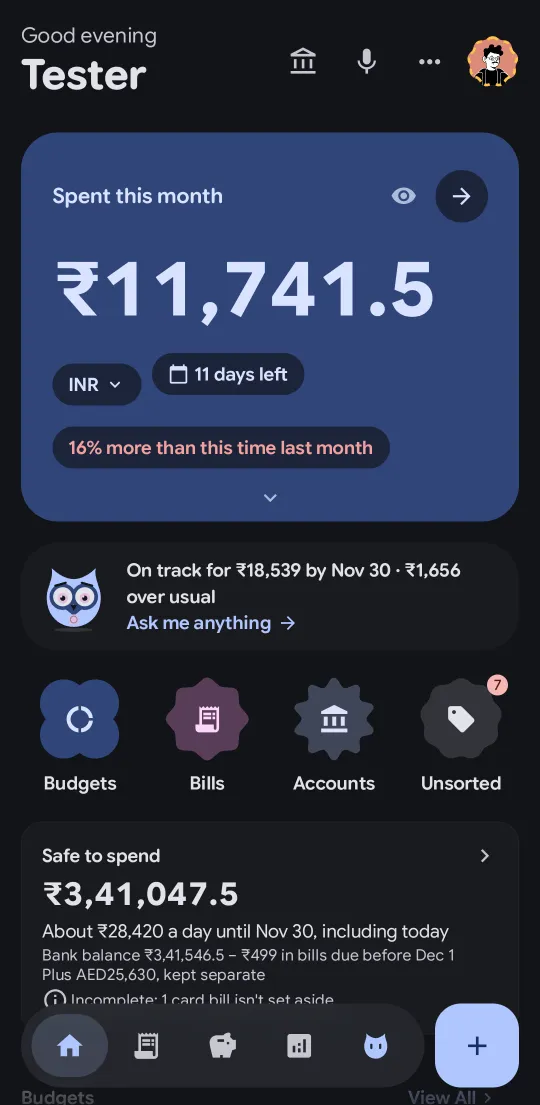 Good evening
Tester
Spent this month
₹11,741.5
INR
11 days left
16% more than this time last month
On track for ₹18,539 by Nov 30 · ₹1,656
over usual
Ask me anything →
7
Budgets
Bills
Accounts
Unsorted
Safe to spend
₹3,41,047.5
About ₹28,420 a day until Nov 30, including today
Bank balance ₹3,41,546.5 – ₹499 in bills due before Dec 1
Plus AED25,630, kept separate
Incomplete: 1 card bill isn't set aside
Budgets
View All